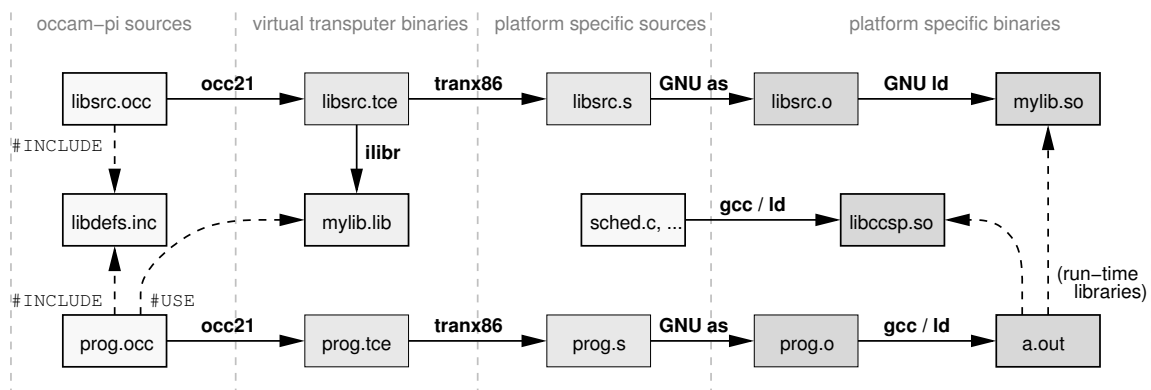 occam−pi sources
virtual transputer binaries
platform specific sources
platform specific binaries
libsrc.occ
occ21
libsrc.tce
tranx86
libsrc.s
GNU as
libsrc.o
GNU ld
mylib.so
#INCLUDE
ilibr
libdefs.inc
mylib.lib
sched.c, ...
gcc / ld
libccsp.so
#INCLUDE
#USE
(run−time
libraries)
prog.occ
occ21
prog.tce
tranx86
prog.s
GNU as
prog.o
gcc / ld
a.out